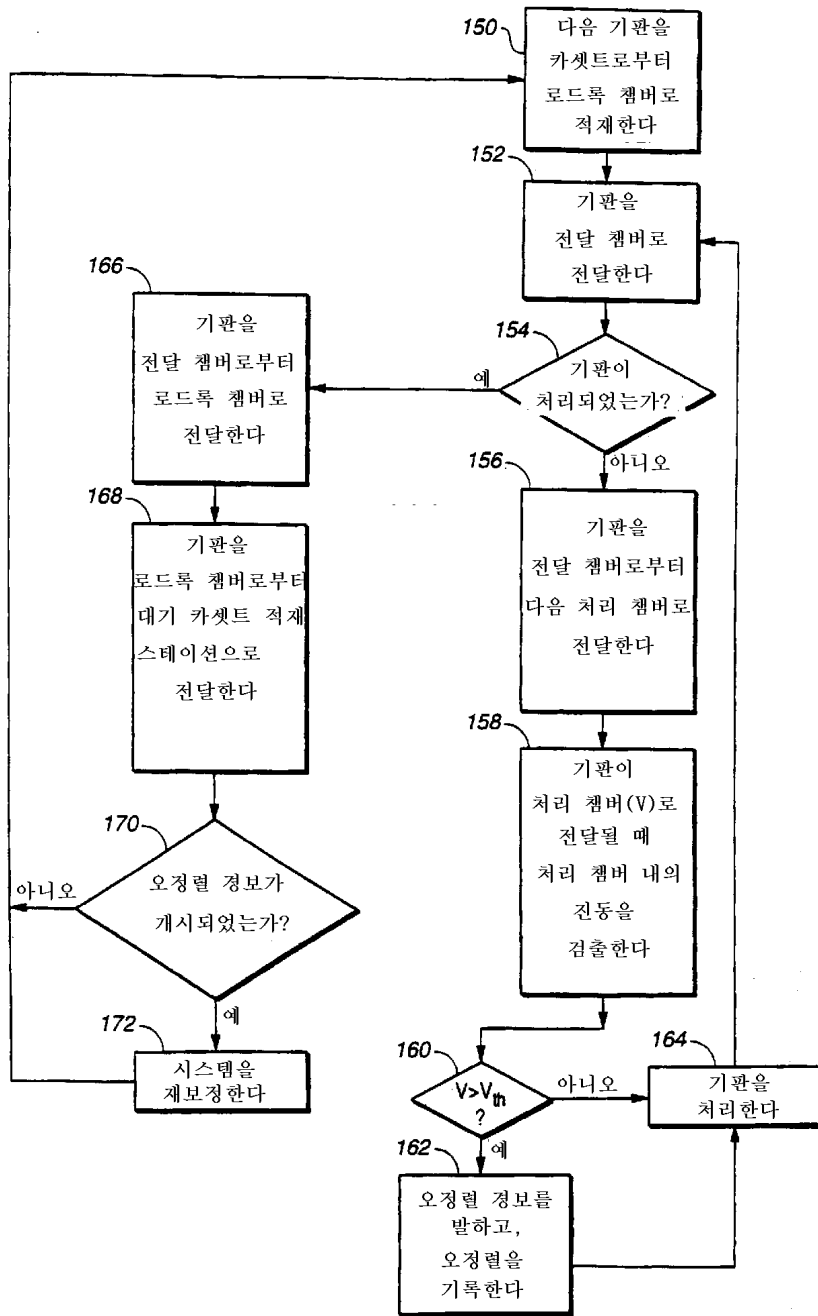 150
다음 기판을
카셋트로부터
로드록 챔버로
적재한다
152
기판을
전달 챔버로
전달한다
154
기판이
처리되었는가?
예
아니오
166
기판을
전달 챔버로부터
로드록 챔버로
전달한다
156
기판을
전달 챔버로부터
다음 처리 챔버로
전달한다
168
기판을
로드록 챔버로부터
대기 카셋트 적재
스테이션으로
전달한다
158
기판이
처리 챔버(V)로
전달될 때
처리 챔버 내의
진동을
검출한다
170
오정렬 경보가
개시되었는가?
아니오
예
172
시스템을
재보정한다
160
V>Vth
?
아니오
예
164
기판을
처리한다
162
오정렬 경보를
발하고,
오정렬을
기록한다